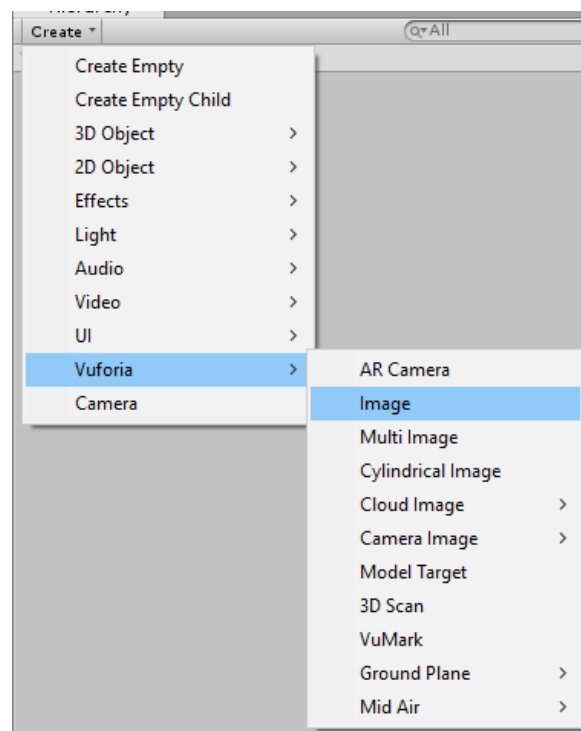 Hierarchy
Create
All
Create Empty
Create Empty Child
3D Object
2D Object
Effects
Light
Audio
Video
UI
Vuforia
Camera
AR Camera
Image
Multi Image
Cylindrical Image
Cloud Image
Camera Image
Model Target
3D Scan
VuMark
Ground Plane
Mid Air